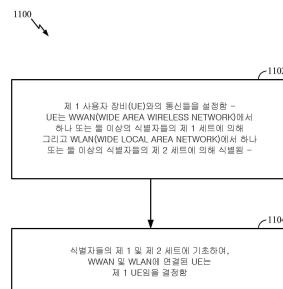 1100
1102
제 1 사용자 장비(UE)와의 통신들을 설정함 –
UE는 WWAN(WIDE AREA WIRELESS NETWORK)에서
하나 또는 둘 이상의 식별자들의 제 1 세트에 의해
그리고 WLAN(WIDE LOCAL AREA NETWORK)에서 하나
또는 둘 이상의 식별자들의 제 2 세트에 의해 식별됨 –
1104
식별자들의 제 1 및 제 2 세트에 기초하여,
WWAN 및 WLAN에 연결된 UE는
제 1 UE임을 결정함